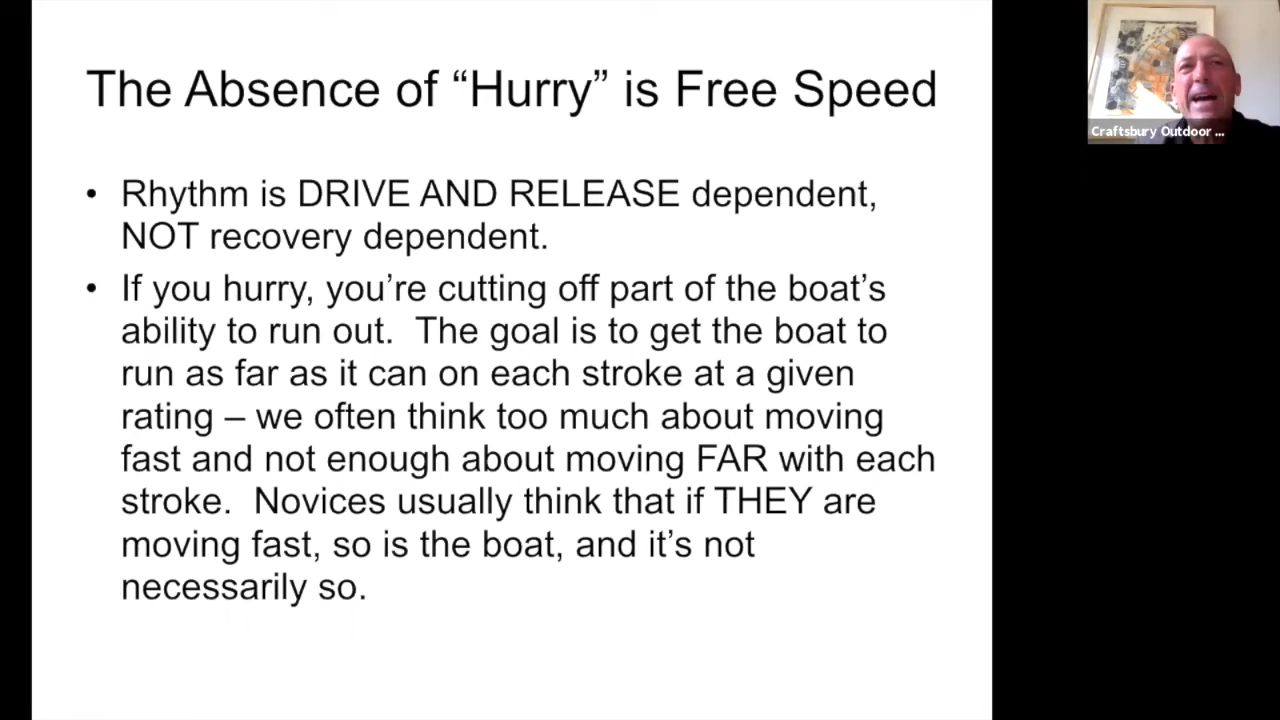 The Absence of “Hurry” is Free Speed
• Rhythm is DRIVE AND RELEASE dependent,
NOT recovery dependent.
• If you hurry, you’re cutting off part of the boat’s
ability to run out.  The goal is to get the boat to
run as far as it can on each stroke at a given
rating – we often think too much about moving
fast and not enough about moving FAR with each
stroke.  Novices usually think that if THEY are
moving fast, so is the boat, and it’s not
necessarily so.
Craftsbury Outdoor ...